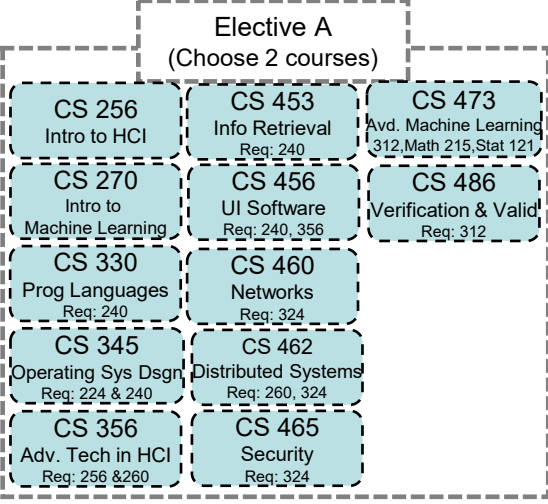 Elective A
(Choose 2 courses)
CS 256
Intro to HCI
CS 270
Intro to
Machine Learning
CS 330
Prog Languages
Req: 240
CS 345
Operating Sys Dsgn
Req: 224 & 240
CS 356
Adv. Tech in HCI
Req: 256 &260
CS 453
Info Retrieval
Req: 240
CS 456
UI Software
Req: 240, 356
CS 460
Networks
Req: 324
CS 462
Distributed Systems
Req: 260, 324
CS 465
Security
Req: 324
CS 473
Avd. Machine Learning
312,Math 215,Stat 121
CS 486
Verification & Valid
Req: 312